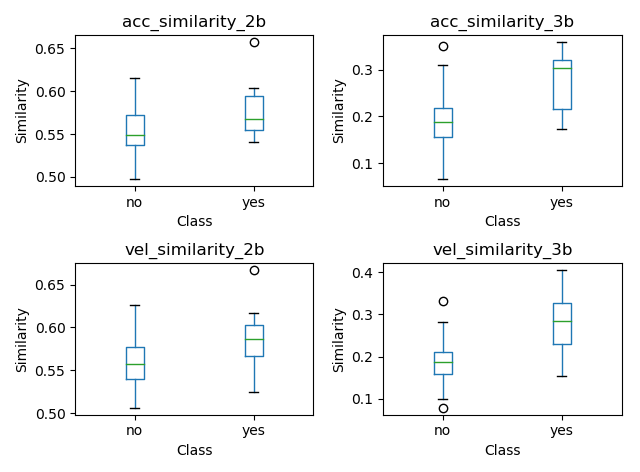 acc_similarity_2b
Similarity
0.65
0.60
0.55
0.50
no yes
Class
acc_similarity_3b
Similarity
0.3
0.2
0.1
no yes
Class
vel_similarity_2b
Similarity
0.65
0.60
0.55
0.50
no yes
Class
vel_similarity_3b
Similarity
0.4
0.3
0.2
0.1
no yes
Class